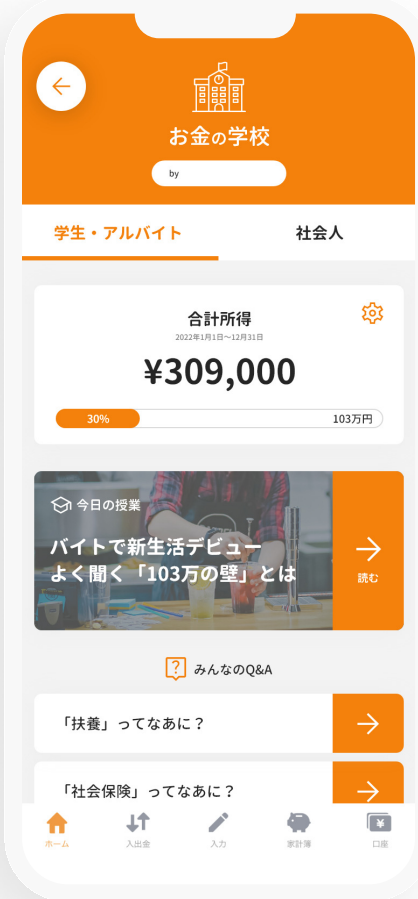 お金の学校
by
学生・アルバイト
社会人
合計所得
2022年1月1日〜12月31日
¥309,000
30%
103万円
今日の授業
バイトで新生活デビュー
よく聞く「103万の壁」とは
読む
?
みんなのQ&A
「扶養」ってなあに？
「社会保険」ってなあに？
ホーム
入出金
入力
家計簿
¥
口座